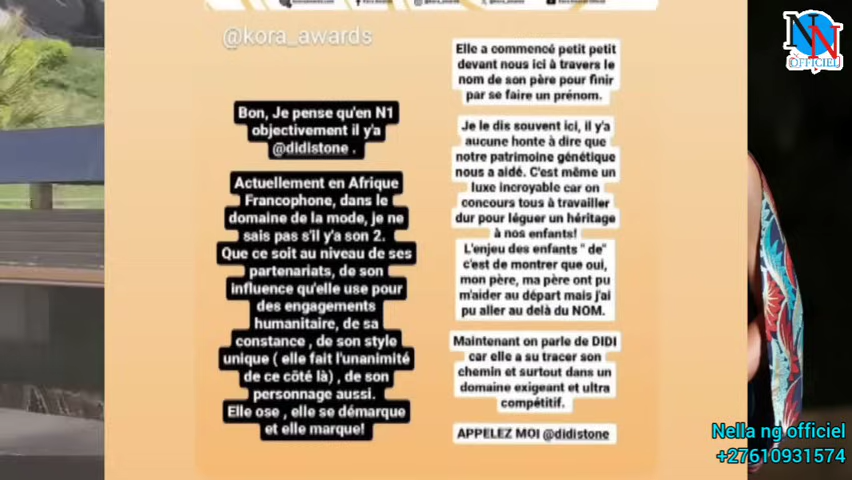 @kora_awards
Bon, Je pense qu'en N1
objectivement il y'a
@didistone .
Actuellement en Afrique
Francophone, dans le
domaine de la mode, je ne
sais pas s'il y'a son 2.
Que ce soit au niveau de ses
partenariats, de son
influence qu'elle use pour
des engagements
humanitaire, de sa
constance , de son style
unique ( elle fait l'unanimité
de ce côté là) , de son
personnage aussi.
Elle ose , elle se démarque
et elle marque!
Elle a commencé petit petit
devant nous ici à travers le
nom de son père pour finir
par se faire un prénom.
Je le dis souvent ici, il y'a
aucune honte à dire que
notre patrimoine génétique
nous a aidé. C'est même un
luxe incroyable car on
concours tous à travailler
dur pour léguer un héritage
à nos enfants!
L'enjeu des enfants " de"
c'est de montrer que oui,
mon père, ma père ont pu
m'aider au départ mais j'ai
pu aller au delà du NOM.
Maintenant on parle de DIDI
car elle a su tracer son
chemin et surtout dans un
domaine exigeant et ultra
compétitif.
APPELEZ MOI @didistone
NN
OFFICIEL
Nella ng officiel
+27610931574